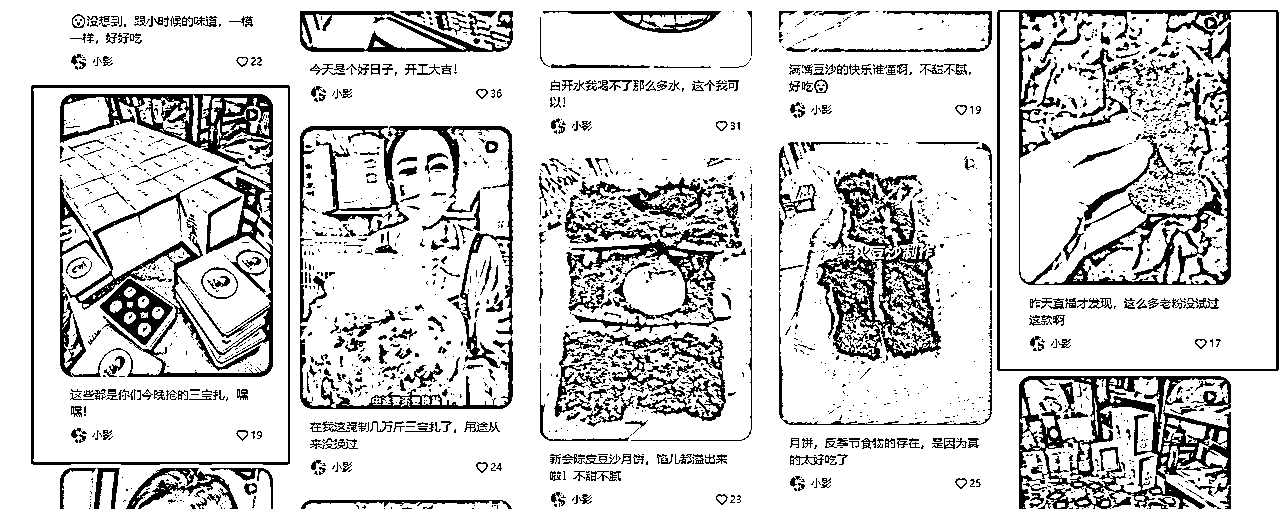 没想到，跟小时候的味道，一模
一样，好好吃
小影
22
这些都是你们今晚抢的三宝扎，嘿
嘿！
小影
19
今天是个好日子，开工大吉！
小影
36
在我这定制几万斤三宝扎了，用途从
来没换过
小影
24
白开水我喝不了那么多水，这个我可
以！
小影
31
新会陈皮豆沙月饼，馅儿都溢出来
啦！不甜不腻
小影
23
满满豆沙的快乐谁懂啊，不甜不腻，
好吃
小影
19
月饼，反季节食物的存在，是因为真
的太好吃了
小影
25
昨天直播才发现，这么多老粉没试过
这款啊
小影
17